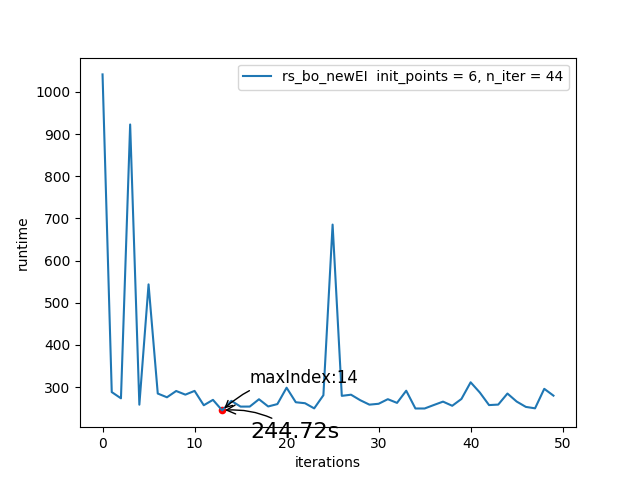 rs_bo_newEI  init_points = 6, n_iter = 44
1000
900
800
700
600
500
400
300
runtime
maxIndex:14
244.72s
0
10
20
30
40
50
iterations